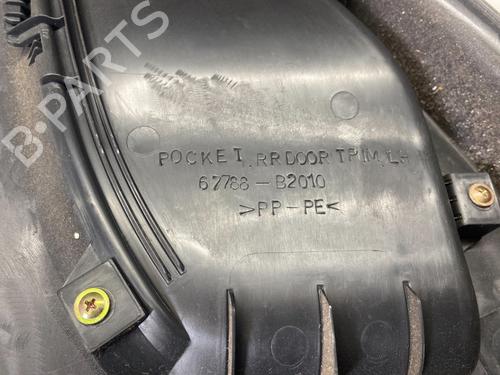 B-PARTS
POCKET, RR DOOR TRIM, LH
67788-B2010
>PP-PE<